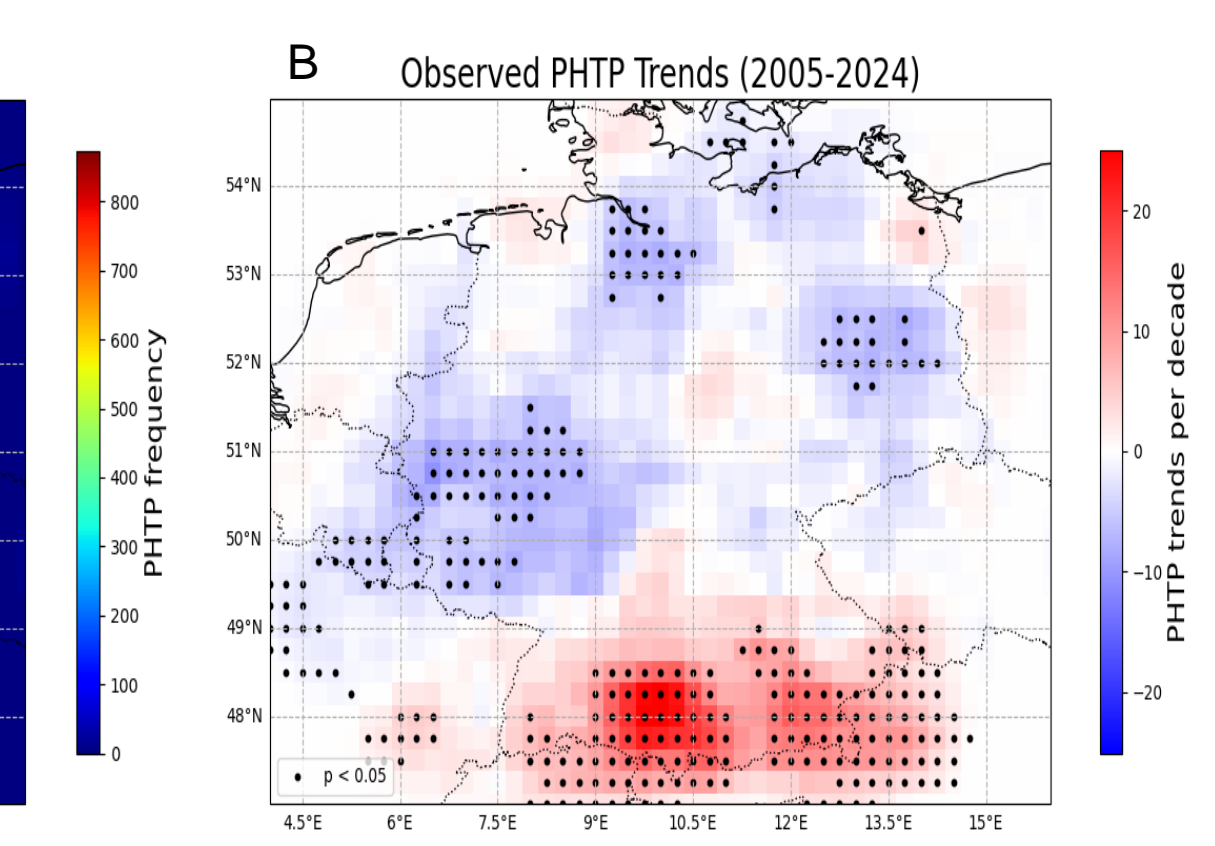 B
Observed PHTP Trends (2005-2024)
800
700
600
500
400
300
200
100
0
PHTP frequency
54°N
53°N
52°N
51°N
50°N
49°N
48°N
p < 0.05
4.5°E 6°E 7.5°E 9°E 10.5°E 12°E 13.5°E 15°E
20
10
0
−10
−20
PHTP trends per decade